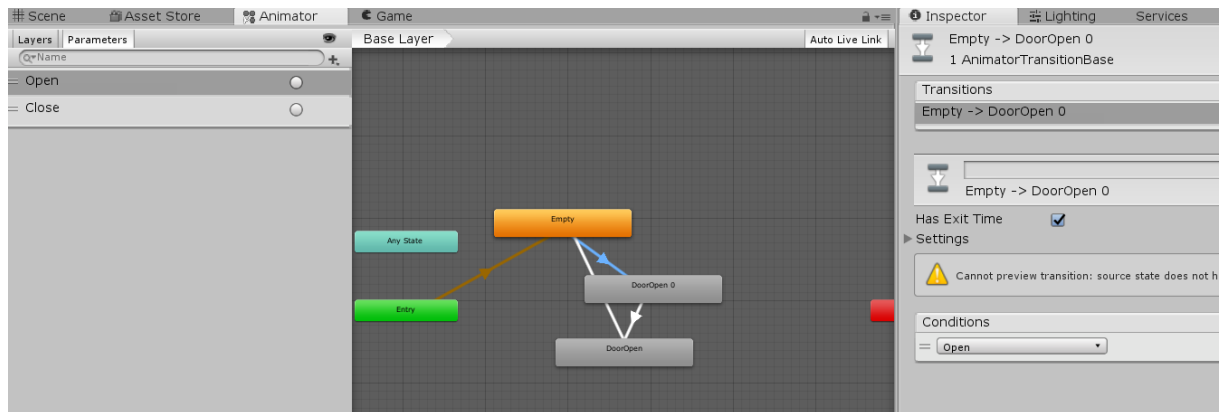 Scene Asset Store Animator Game Inspector Lighting Services
Layers Parameters Base Layer Auto Live Link Empty -> DoorOpen 0
Name 1 AnimatorTransitionBase
Open
Transitions
Close Empty -> DoorOpen 0
Empty -> DoorOpen 0
Empty Has Exit Time
Any State Settings
Cannot preview transition: source state does not h
DoorOpen 0
Entry Conditions
DoorOpen Open